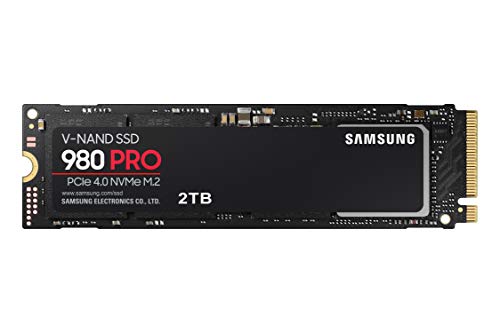 V-NAND SSD
980 PRO
PCIe 4.0 NVMe M.2
www.samsung.com/ssd
SAMSUNG ELECTRONICS CO., LTD.
2TB
SAMSUNG